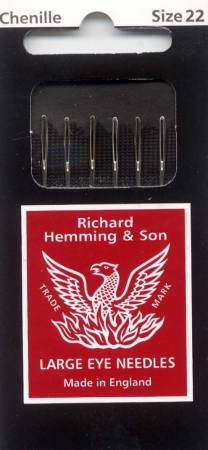 Chenille Size 22
Richard
Hemming & Son
TRADE MARK
LARGE EYE NEEDLES
Made in England